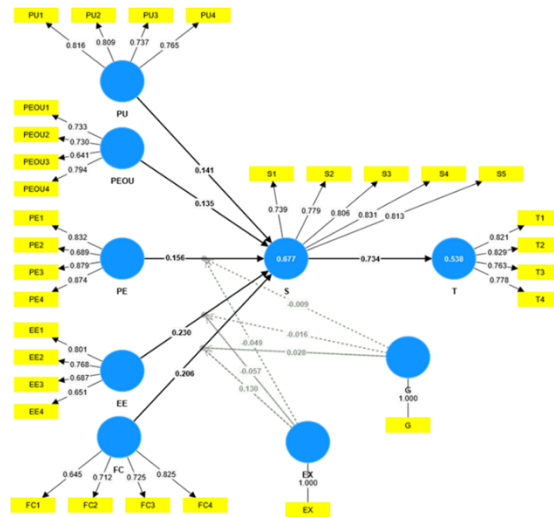 PU1 PU2 PU3 PU4
0.816 0.809 0.737 0.765
PU
PEOU1
PEOU2
PEOU3
PEOU4
0.733
0.730
0.641
0.794
PEOU
0.141
0.135
S1 S2 S3 S4 S5
0.739 0.779 0.806 0.831 0.813
PE1
PE2
PE3
PE4
0.832
0.689
0.879
0.874
PE
0.156
0.677
S
0.734
0.538
T
T1
T2
T3
T4
0.821
0.829
0.763
0.778
-0.009
-0.016
0.028
-0.057
0.130
EE1
EE2
EE3
EE4
0.801
0.768
0.687
0.651
EE
0.230
0.206
G
1.000
G
FC
0.645 0.712 0.725 0.825
FC1 FC2 FC3 FC4
EX
1.000
EX